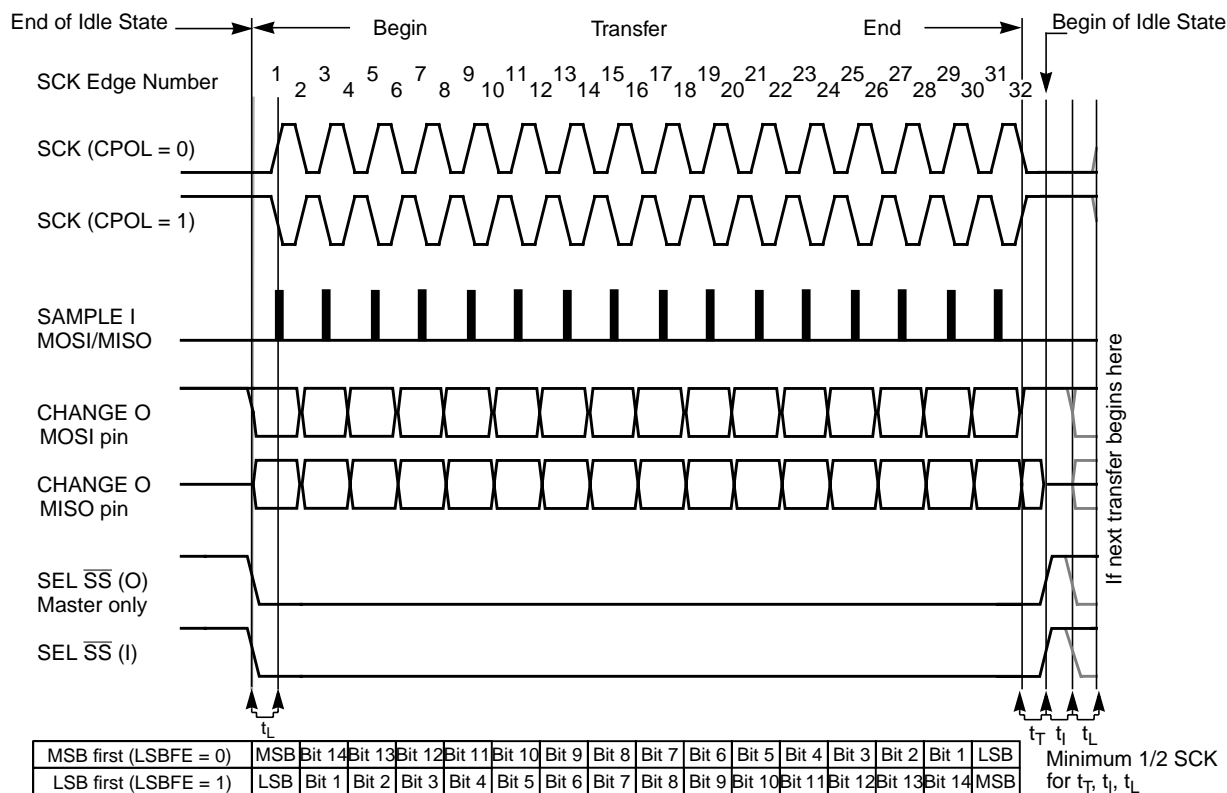 End of Idle State
Begin
Transfer
End
Begin of Idle State
SCK Edge Number
1 3 5 7 9 11 13 15 17 19 21 23 25 27 29 31
2 4 6 8 10 12 14 16 18 20 22 24 26 28 30 32
SCK (CPOL = 0)
SCK (CPOL = 1)
SAMPLE I
MOSI/MISO
CHANGE O
MOSI pin
CHANGE O
MISO pin
SEL SS (O)
Master only
SEL SS (I)
If next transfer begins here
tL
tT tI tL
MSB first (LSBFE = 0) MSB Bit 14 Bit 13 Bit 12 Bit 11 Bit 10 Bit 9 Bit 8 Bit 7 Bit 6 Bit 5 Bit 4 Bit 3 Bit 2 Bit 1 LSB
LSB first (LSBFE = 1) LSB Bit 1 Bit 2 Bit 3 Bit 4 Bit 5 Bit 6 Bit 7 Bit 8 Bit 9 Bit 10 Bit 11 Bit 12 Bit 13 Bit 14 MSB
Minimum 1/2 SCK
for tT, tI, tL